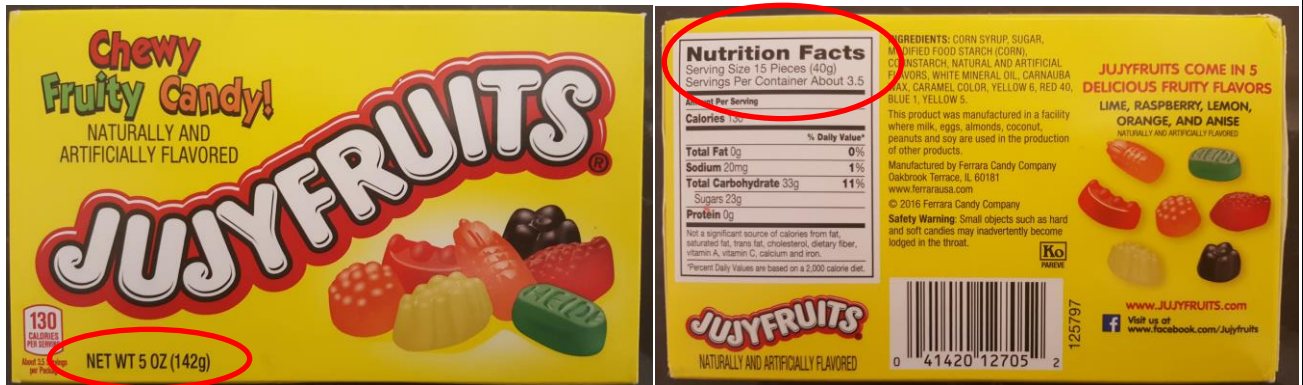 Chewy
Fruity Candy!
NATURALLY AND
ARTIFICIALLY FLAVORED
JUJYFRUITS®
HEIDE
130
CALORIES
PER SERVING
About 3.5 Servings
per Package
NET WT 5 OZ (142g)
Nutrition Facts
Serving Size 15 Pieces (40g)
Servings Per Container About 3.5
Amount Per Serving
Calories 130
% Daily Value*
Total Fat 0g 0%
Sodium 20mg 1%
Total Carbohydrate 33g 11%
Sugars 23g
Protein 0g
Not a significant source of calories from fat,
saturated fat, trans fat, cholesterol, dietary fiber,
vitamin A, vitamin C, calcium and iron.
*Percent Daily Values are based on a 2,000 calorie diet.
JUJYFRUITS
NATURALLY AND ARTIFICIALLY FLAVORED
INGREDIENTS: CORN SYRUP, SUGAR,
MODIFIED FOOD STARCH (CORN),
CORNSTARCH, NATURAL AND ARTIFICIAL
FLAVORS, WHITE MINERAL OIL, CARNAUBA
WAX, CARAMEL COLOR, YELLOW 6, RED 40,
BLUE 1, YELLOW 5.
This product was manufactured in a facility
where milk, eggs, almonds, coconut,
peanuts and soy are used in the production
of other products.
Manufactured by Ferrara Candy Company
Oakbrook Terrace, IL 60181
www.ferrarausa.com
© 2016 Ferrara Candy Company
Safety Warning: Small objects such as hard
and soft candies may inadvertently become
lodged in the throat.
Ko
PAREVE
0 41420 12705 2
125797
JUJYFRUITS COME IN 5
DELICIOUS FRUITY FLAVORS
LIME, RASPBERRY, LEMON,
ORANGE, AND ANISE
NATURALLY AND ARTIFICIALLY FLAVORED
HEIDE
www.JUJYFRUITS.com
f Visit us at
www.facebook.com/Jujyfruits